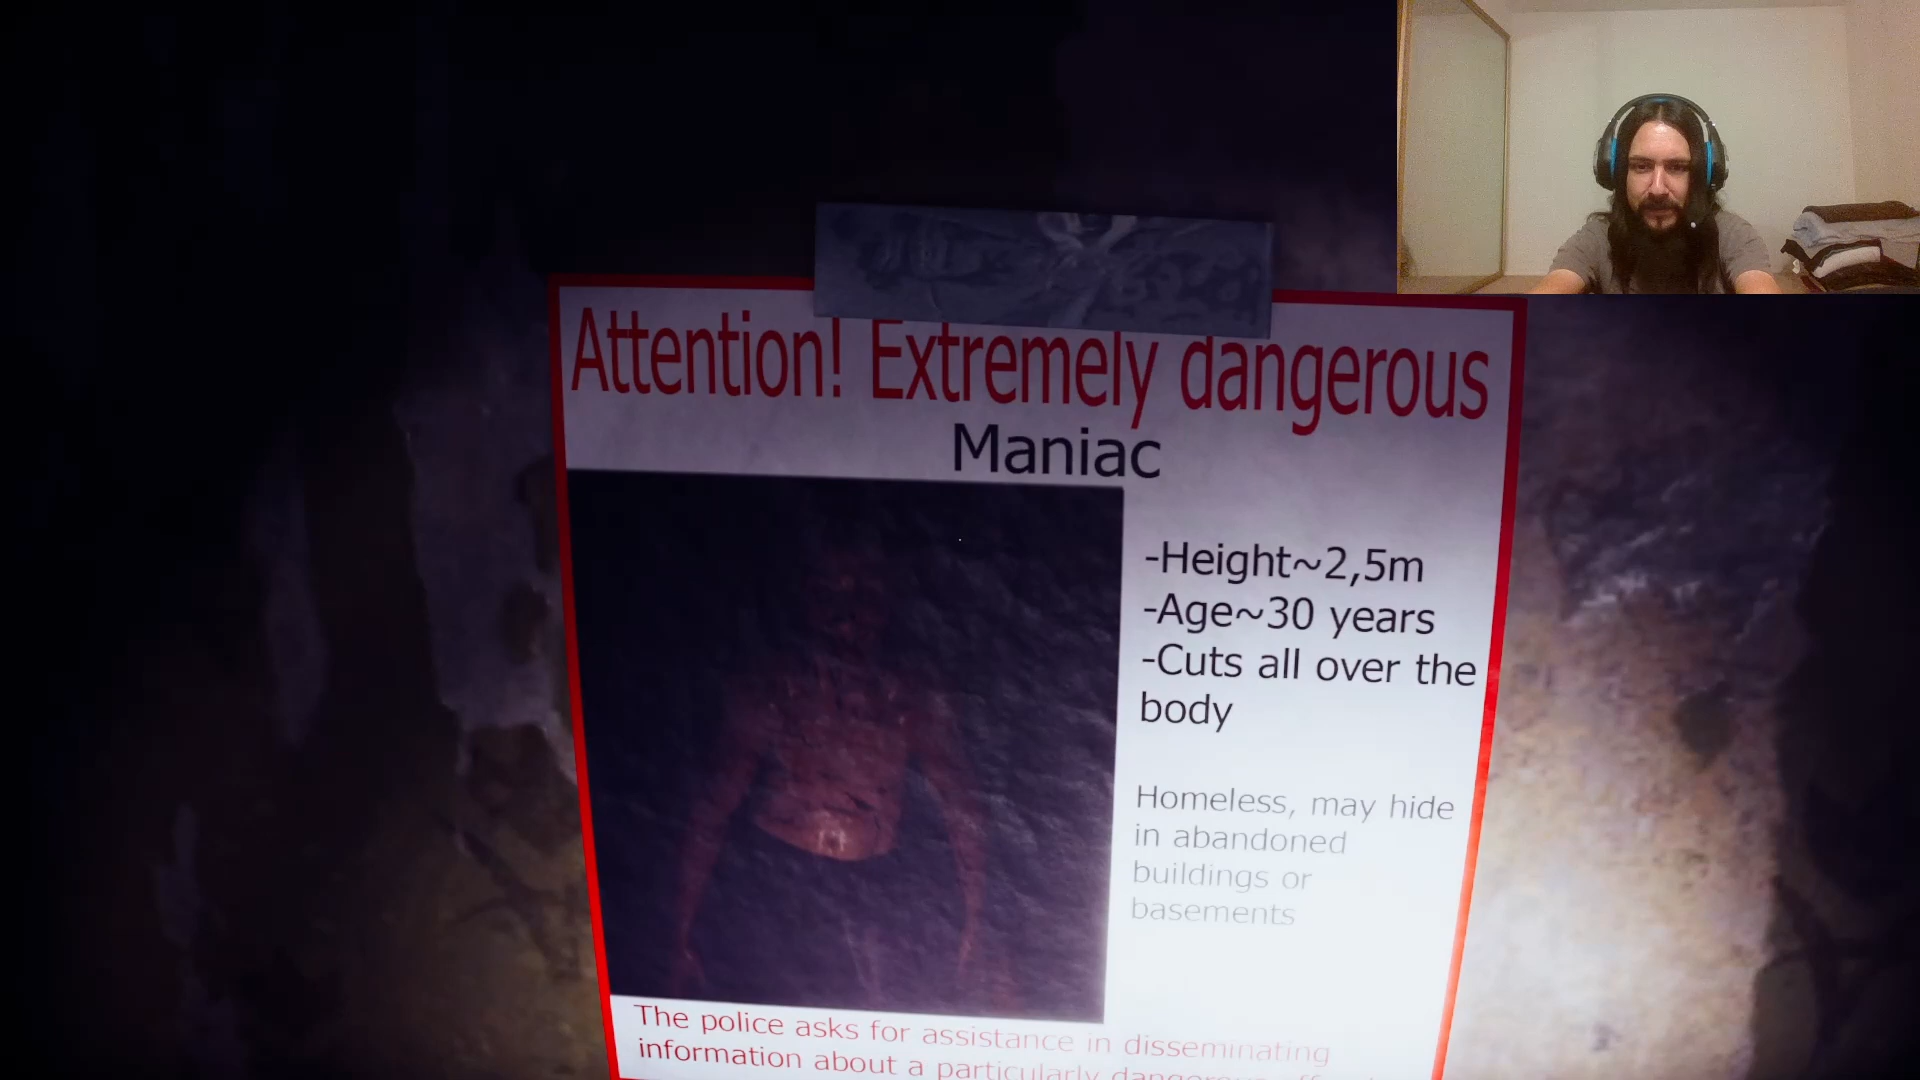 Attention! Extremely dangerous
Maniac
-Height~2,5m
-Age~30 years
-Cuts all over the
body
Homeless, may hide
in abandoned
buildings or
basements
The police asks for assistance in disseminating
information about a particularly